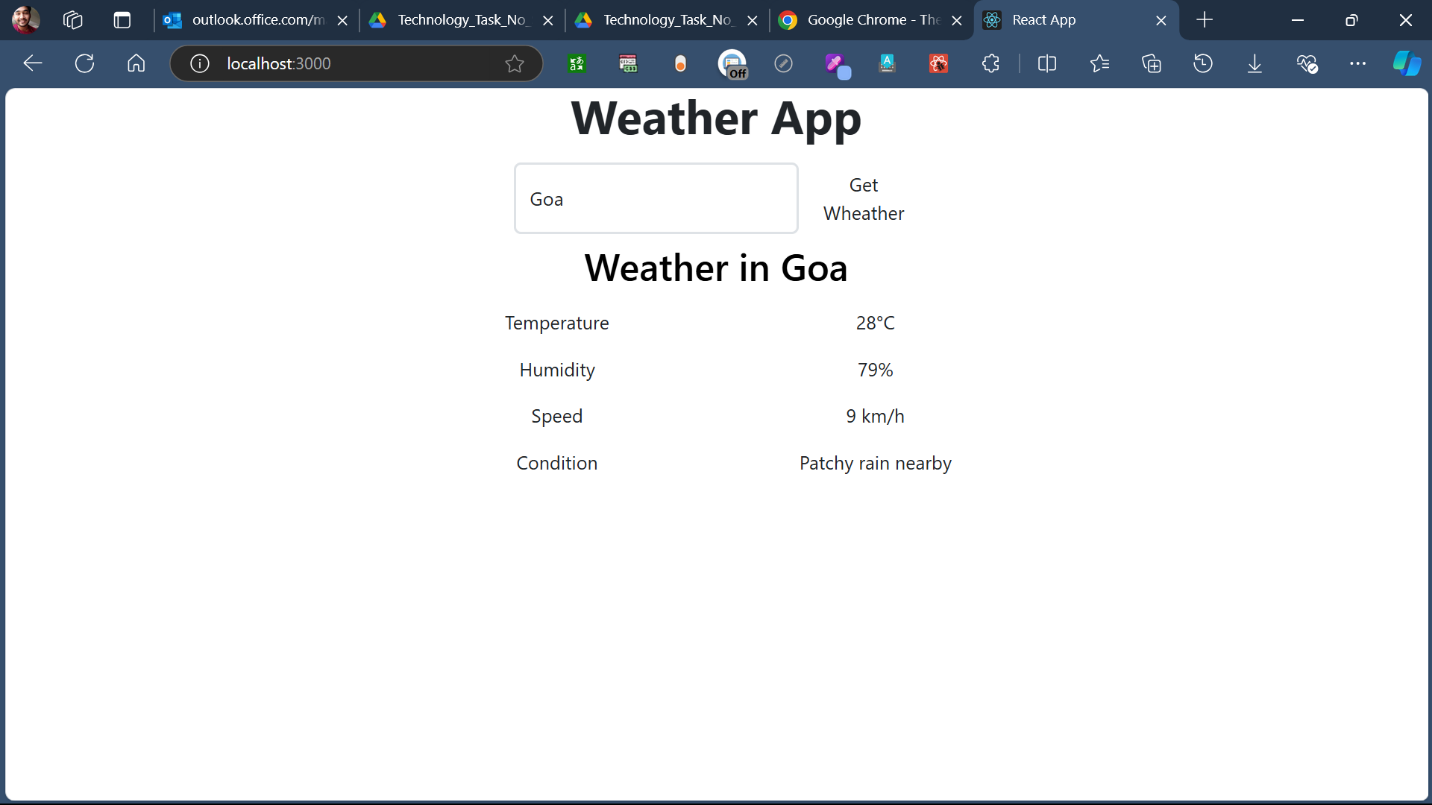 outlook.office.com/m
Technology_Task_No_
Technology_Task_No_
Google Chrome - The
React App
localhost:3000
Off
Weather App
Goa
Get
Wheather
Weather in Goa
Temperature 28°C
Humidity 79%
Speed 9 km/h
Condition Patchy rain nearby